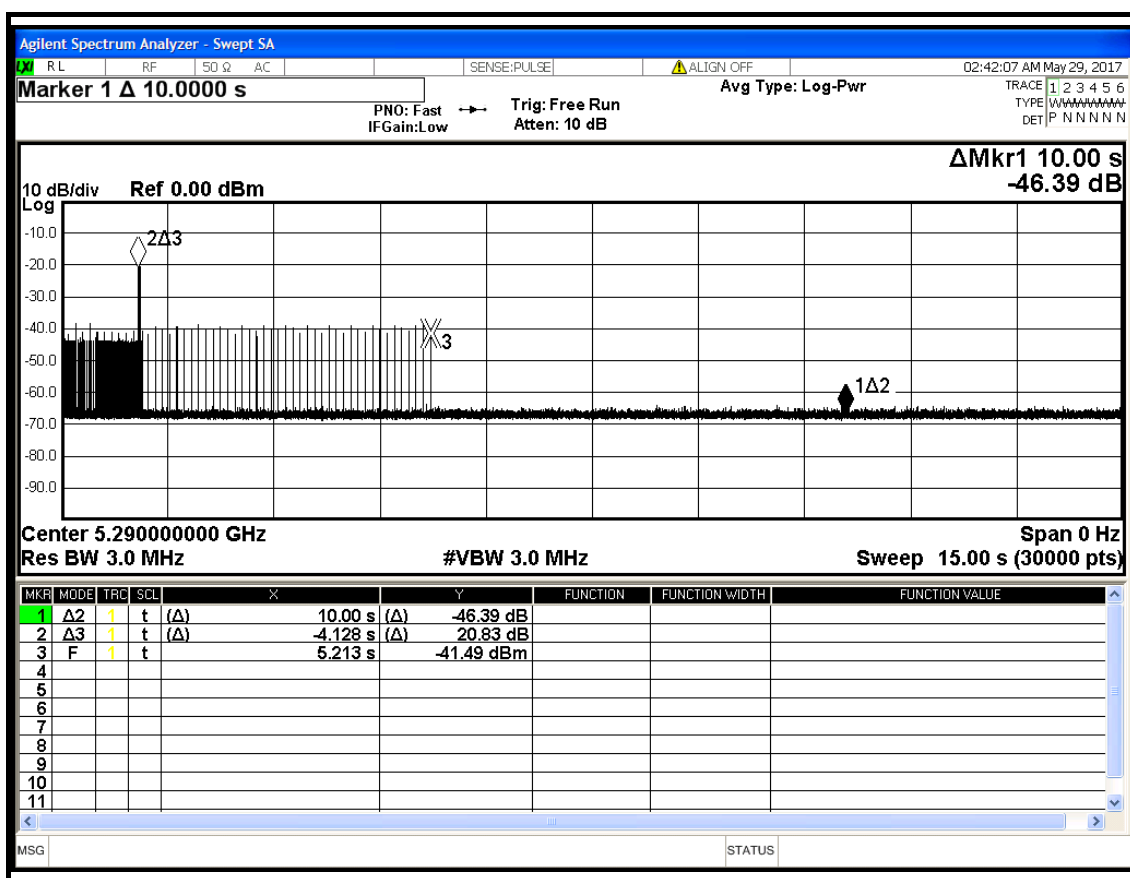 Agilent Spectrum Analyzer - Swept SA
LXI RL RF 50 Ω AC SENSE:PULSE ALIGN OFF 02:42:07 AM May 29, 2017
Marker 1 Δ 10.0000 s Avg Type: Log-Pwr TRACE 1 2 3 4 5 6
PNO: Fast Trig: Free Run TYPE WWWWWW
IFGain:Low Atten: 10 dB DET P N N N N N
ΔMkr1 10.00 s
10 dB/div Ref 0.00 dBm -46.39 dB
Log
-10.0
2Δ3
-20.0
-30.0
-40.0
3
-50.0
-60.0
1Δ2
-70.0
-80.0
-90.0
Center 5.290000000 GHz Span 0 Hz
Res BW 3.0 MHz #VBW 3.0 MHz Sweep 15.00 s (30000 pts)
MKR MODE TRC SCL X Y FUNCTION FUNCTION WIDTH FUNCTION VALUE
1 Δ2 1 t (Δ) 10.00 s (Δ) -46.39 dB
2 Δ3 1 t (Δ) -4.128 s (Δ) 20.83 dB
3 F 1 t 5.213 s -41.49 dBm
4
5
6
7
8
9
10
11
MSG STATUS